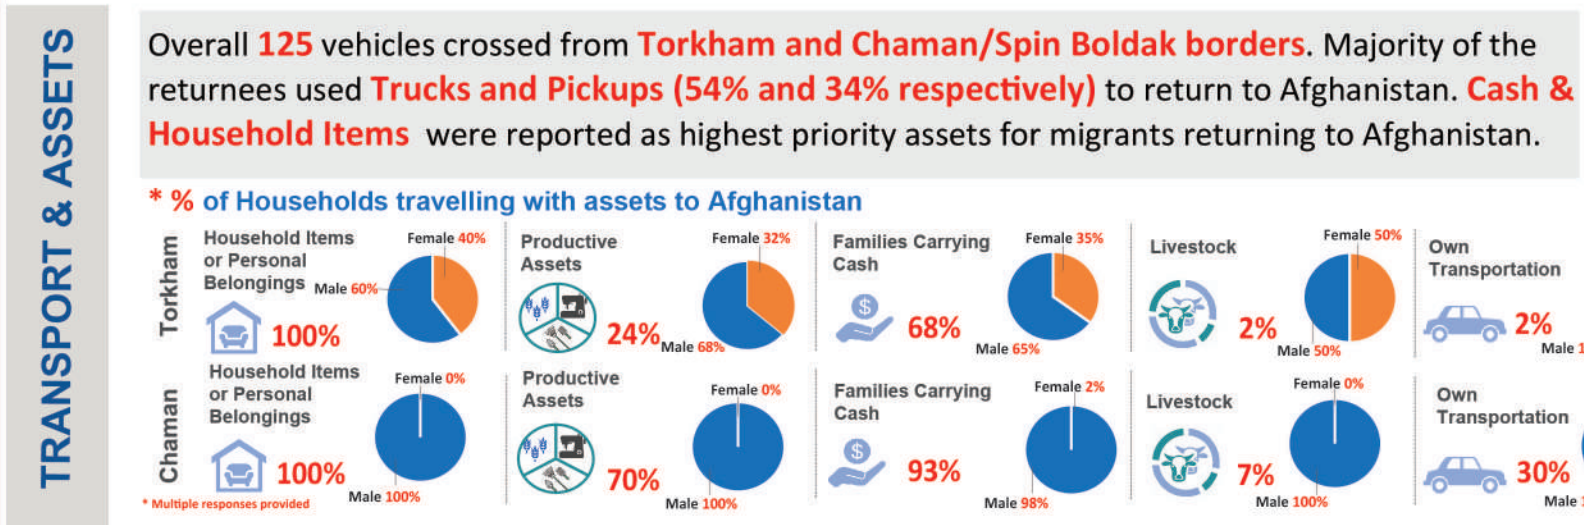 TRANSPORT & ASSETS
Overall 125 vehicles crossed from Torkham and Chaman/Spin Boldak borders. Majority of the
returnees used Trucks and Pickups (54% and 34% respectively) to return to Afghanistan. Cash &
Household Items were reported as highest priority assets for migrants returning to Afghanistan.
* % of Households travelling with assets to Afghanistan
Torkham
Household Items
or Personal
Belongings
100%
Female 40%
Male 60%
Productive
Assets
24%
Female 32%
Male 68%
Families Carrying
Cash
$
68%
Female 35%
Male 65%
Livestock
2%
Female 50%
Male 50%
Own
Transportation
2%
Male 1
Chaman
Household Items
or Personal
Belongings
100%
Female 0%
Male 100%
Productive
Assets
70%
Female 0%
Male 100%
Families Carrying
Cash
$
93%
Female 2%
Male 98%
Livestock
7%
Female 0%
Male 100%
Own
Transportation
30%
Male 1
* Multiple responses provided